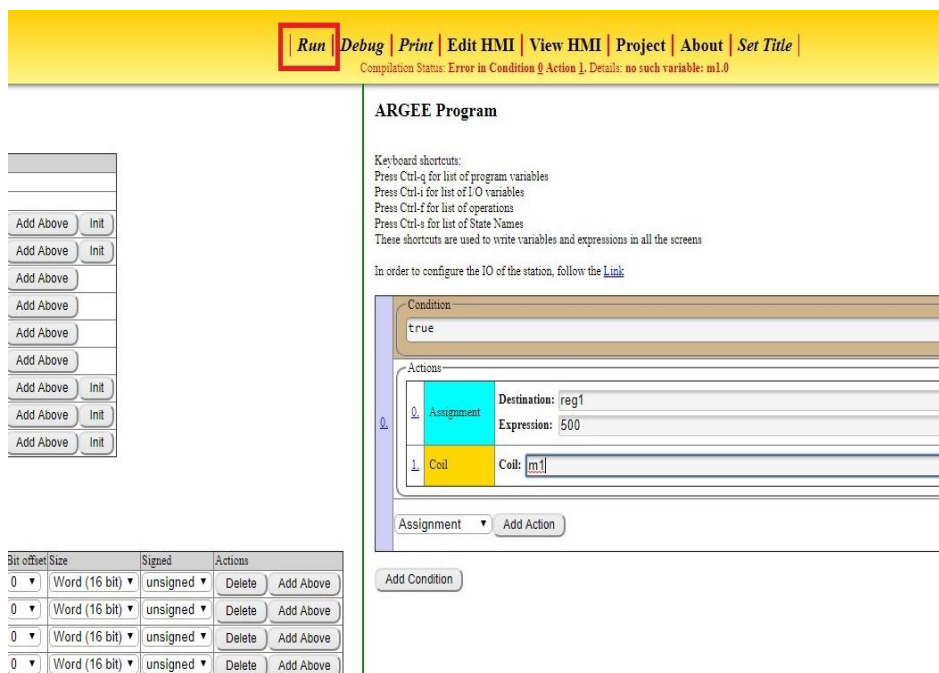 | Run | Debug | Print | Edit HMI | View HMI | Project | About | Set Title |
Compilation Status: Error in Condition 0 Action 1. Details: no such variable: m1.0
ARGEE Program
Keyboard shortcuts:
Press Ctrl-q for list of program variables
Press Ctrl-i for list of I/O variables
Press Ctrl-f for list of operations
Press Ctrl-s for list of State Names
These shortcuts are used to write variables and expressions in all the screens
In order to configure the IO of the station, follow the Link
Add Above Init
Add Above Init
Add Above
Add Above
Add Above
Add Above
Add Above Init
Add Above Init
Add Above Init
Condition
true
Actions
0.
0. Assignment Destination: reg1
Expression: 500
1. Coil Coil: m1
Assignment Add Action
Add Condition
Bit offset Size Signed Actions
0 Word (16 bit) unsigned Delete Add Above
0 Word (16 bit) unsigned Delete Add Above
0 Word (16 bit) unsigned Delete Add Above
0 Word (16 bit) unsigned Delete Add Above